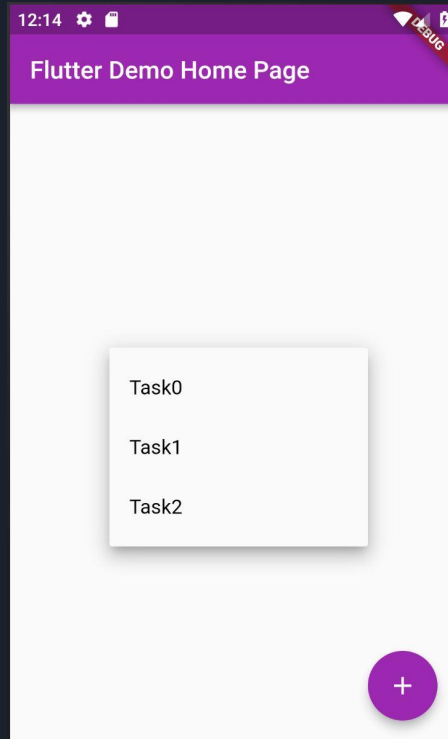 12:14
DEBUG
Flutter Demo Home Page
Task0
Task1
Task2
+